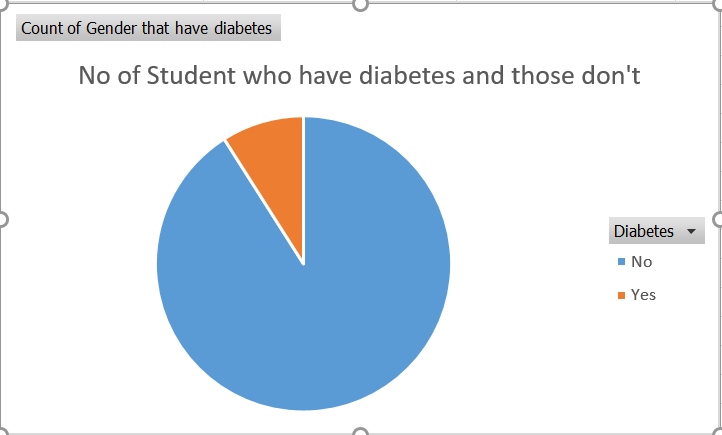 Count of Gender that have diabetes
No of Student who have diabetes and those don't
Diabetes
No
Yes